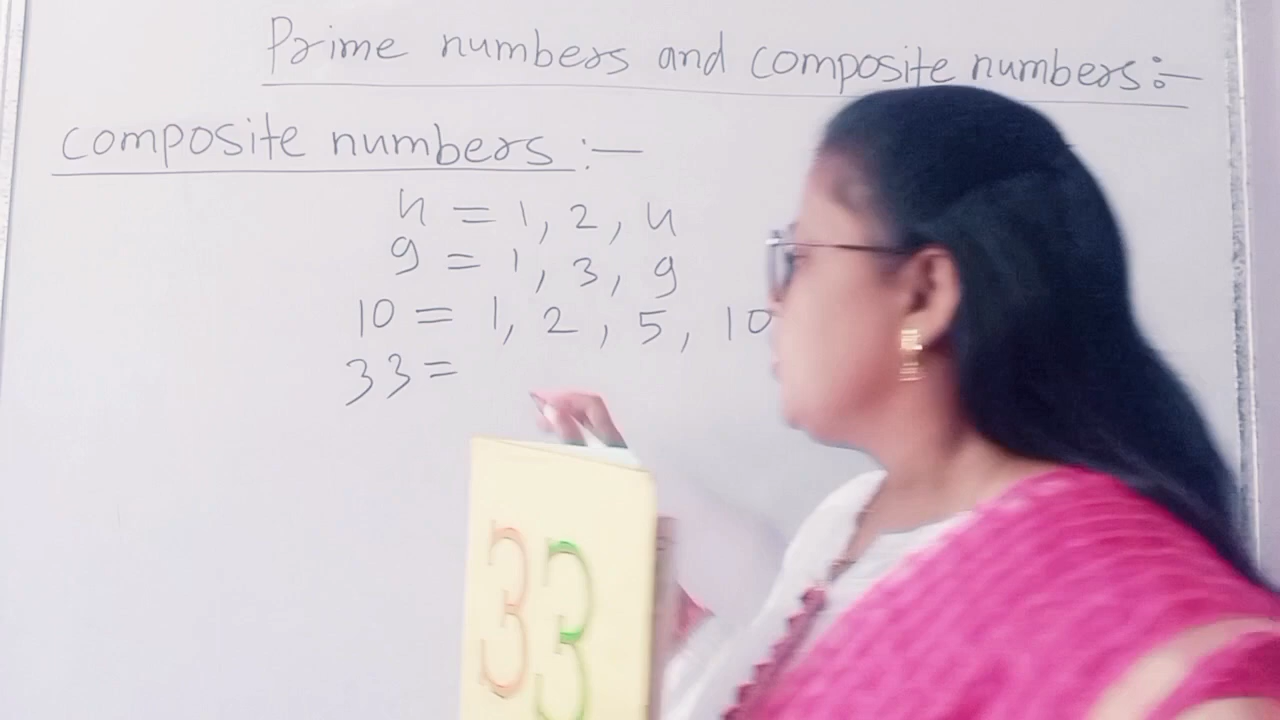 Prime numbers and composite numbers:-
composite numbers :-
4 = 1, 2, 4
9 = 1, 3, 9
10 = 1, 2, 5, 10
33 =
33